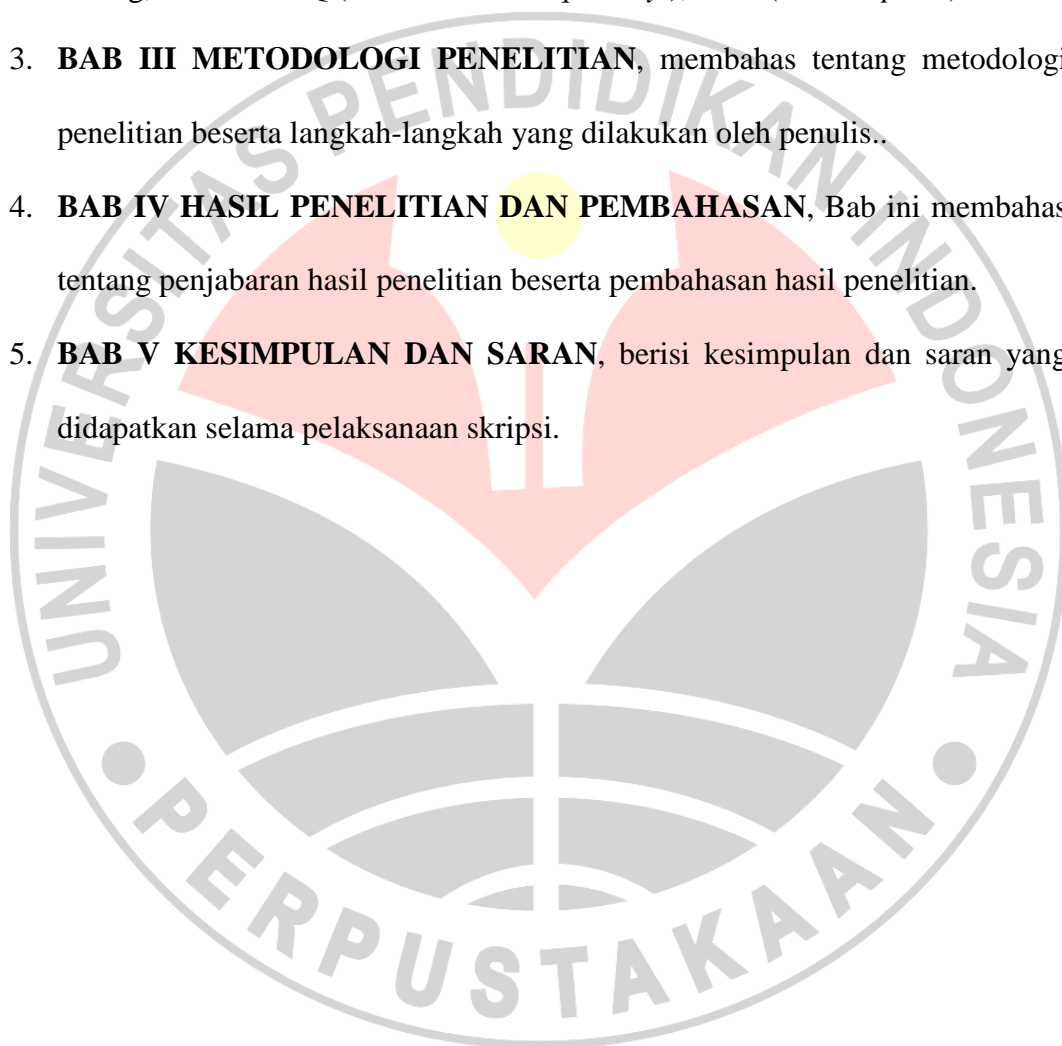 3. BAB III METODOLOGI PENELITIAN, membahas tentang metodologi
penelitian beserta langkah-langkah yang dilakukan oleh penulis..
4. BAB IV HASIL PENELITIAN DAN PEMBAHASAN, Bab ini membahas
tentang penjabaran hasil penelitian beserta pembahasan hasil penelitian.
5. BAB V KESIMPULAN DAN SARAN, berisi kesimpulan dan saran yang
didapatkan selama pelaksanaan skripsi.
UNIVERSITAS PENDIDIKAN INDONESIA
PERPUSTAKAAN